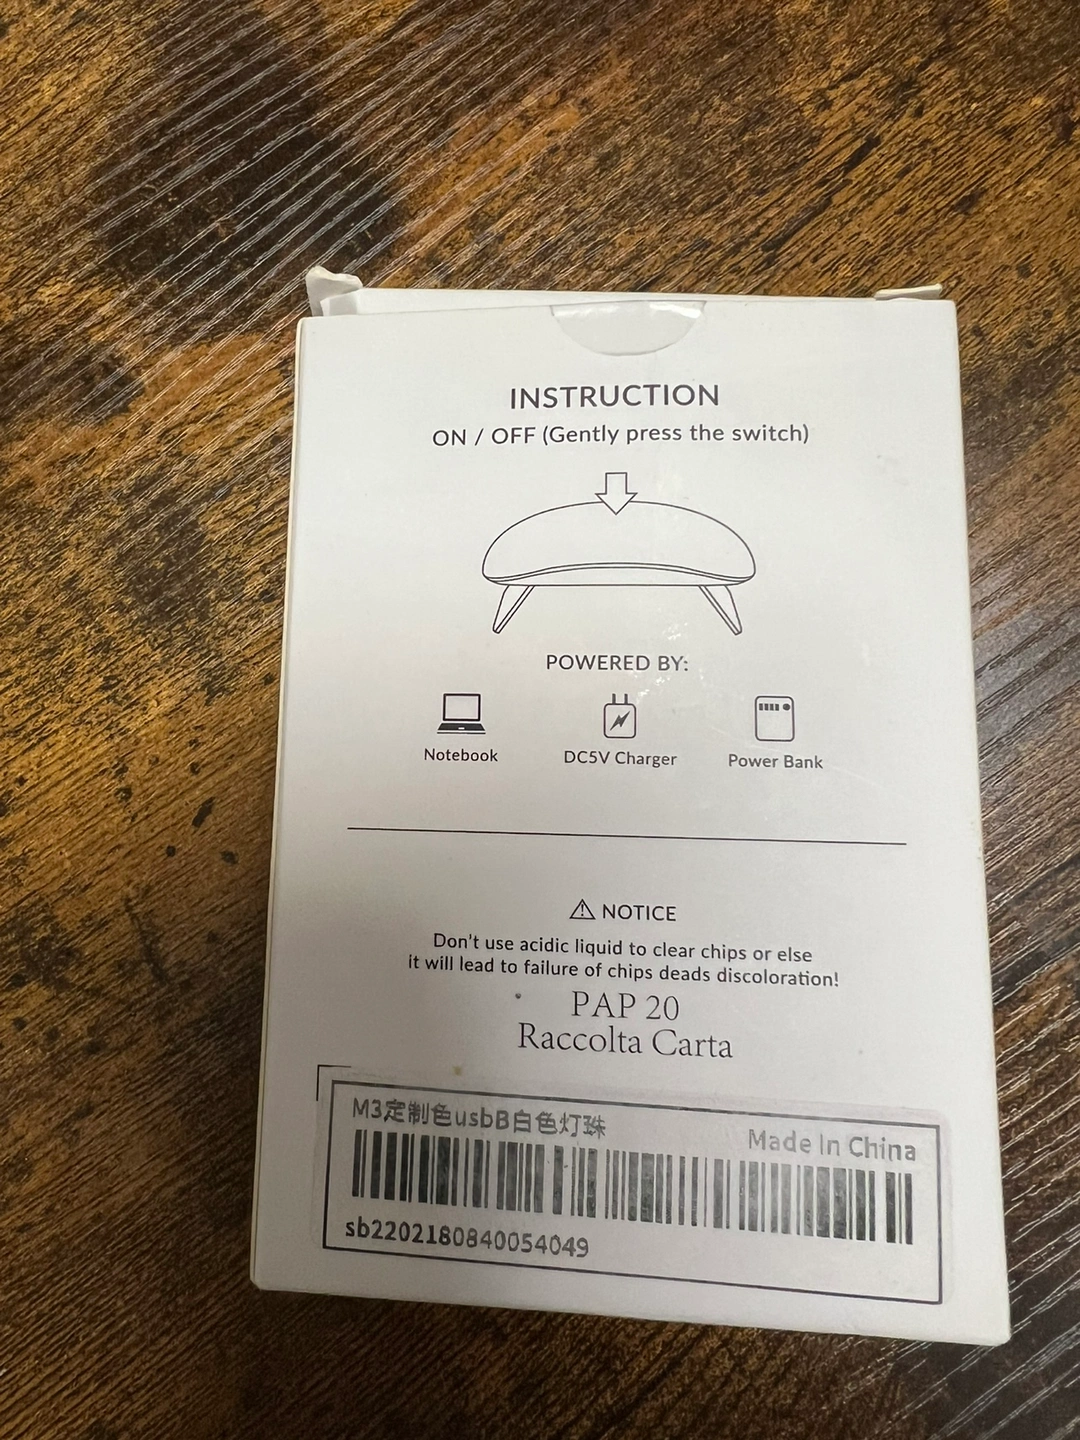 INSTRUCTION
ON / OFF (Gently press the switch)
POWERED BY:
Notebook
DC5V Charger
Power Bank
NOTICE
Don't use acidic liquid to clear chips or else
it will lead to failure of chips deads discoloration!
PAP 20
Raccolta Carta
M3定制色usbB白色灯珠
Made In China
sb2202180840054049